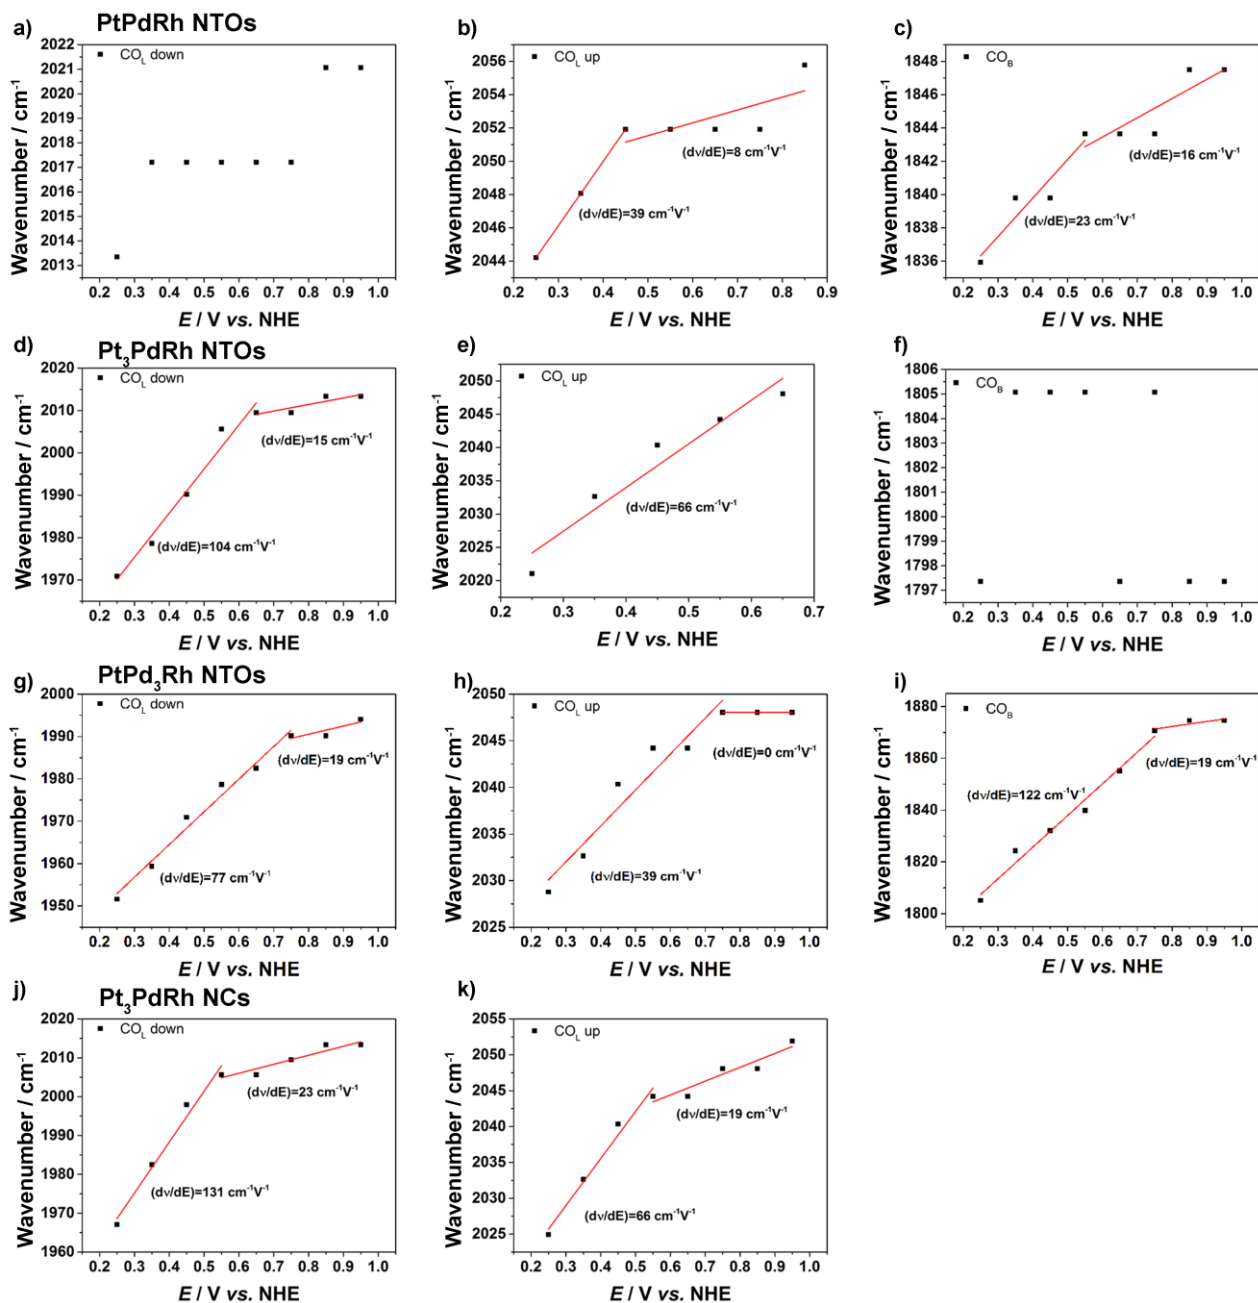 PtPdRh NTOs
a)
CO_L down
2022
2021
2020
2019
2018
2017
2016
2015
2014
2013
Wavenumber / cm⁻¹
0.2 0.3 0.4 0.5 0.6 0.7 0.8 0.9 1.0
E / V vs. NHE
b)
CO_L up
2056
2054
2052
2050
2048
2046
2044
Wavenumber / cm⁻¹
(dν/dE)=8 cm⁻¹V⁻¹
(dν/dE)=39 cm⁻¹V⁻¹
0.2 0.3 0.4 0.5 0.6 0.7 0.8 0.9
E / V vs. NHE
c)
CO_B
1848
1844
1840
1836
Wavenumber / cm⁻¹
(dν/dE)=16 cm⁻¹V⁻¹
(dν/dE)=23 cm⁻¹V⁻¹
0.2 0.3 0.4 0.5 0.6 0.7 0.8 0.9 1.0
E / V vs. NHE
d)
Pt₃PdRh NTOs
CO_L down
2020
2010
2000
1990
1980
1970
Wavenumber / cm⁻¹
(dν/dE)=15 cm⁻¹V⁻¹
(dν/dE)=104 cm⁻¹V⁻¹
0.2 0.3 0.4 0.5 0.6 0.7 0.8 0.9 1.0
E / V vs. NHE
e)
CO_L up
2050
2045
2040
2035
2030
2025
2020
Wavenumber / cm⁻¹
(dν/dE)=66 cm⁻¹V⁻¹
0.3 0.4 0.5 0.6 0.7
E / V vs. NHE
f)
CO_B
1806
1805
1804
1803
1802
1801
1800
1799
1798
1797
Wavenumber / cm⁻¹
0.2 0.3 0.4 0.5 0.6 0.7 0.8 0.9 1.0
E / V vs. NHE
g)
PtPd₃Rh NTOs
CO_L down
2000
1990
1980
1970
1960
1950
Wavenumber / cm⁻¹
(dν/dE)=19 cm⁻¹V⁻¹
(dν/dE)=77 cm⁻¹V⁻¹
0.2 0.3 0.4 0.5 0.6 0.7 0.8 0.9 1.0
E / V vs. NHE
h)
CO_L up
2050
2045
2040
2035
2030
2025
Wavenumber / cm⁻¹
(dν/dE)=0 cm⁻¹V⁻¹
(dν/dE)=39 cm⁻¹V⁻¹
0.2 0.3 0.4 0.5 0.6 0.7 0.8 0.9 1.0
E / V vs. NHE
i)
CO_B
1880
1860
1840
1820
1800
Wavenumber / cm⁻¹
(dν/dE)=19 cm⁻¹V⁻¹
(dν/dE)=122 cm⁻¹V⁻¹
0.2 0.3 0.4 0.5 0.6 0.7 0.8 0.9 1.0
E / V vs. NHE
j)
Pt₃PdRh NCs
CO_L down
2020
2010
2000
1990
1980
1970
1960
Wavenumber / cm⁻¹
(dν/dE)=23 cm⁻¹V⁻¹
(dν/dE)=131 cm⁻¹V⁻¹
0.2 0.3 0.4 0.5 0.6 0.7 0.8 0.9 1.0
E / V vs. NHE
k)
CO_L up
2055
2050
2045
2040
2035
2030
2025
Wavenumber / cm⁻¹
(dν/dE)=19 cm⁻¹V⁻¹
(dν/dE)=66 cm⁻¹V⁻¹
0.2 0.3 0.4 0.5 0.6 0.7 0.8 0.9 1.0
E / V vs. NHE